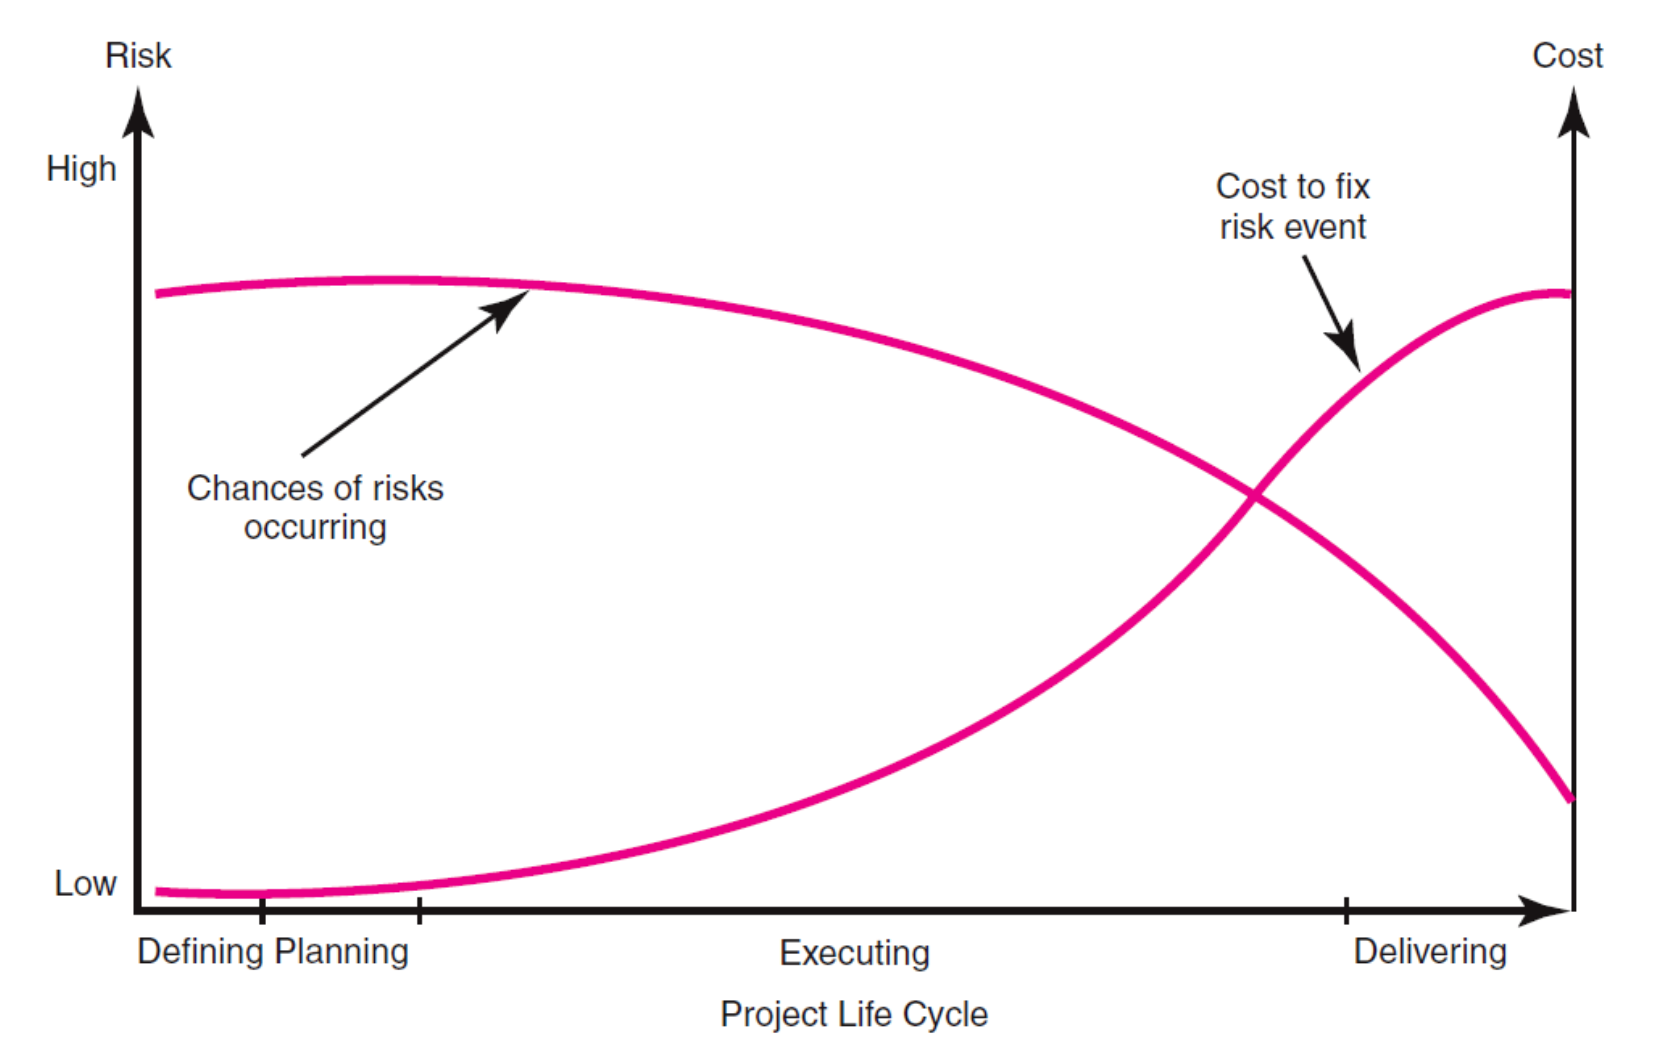 Risk
Cost
High
Cost to fix
risk event
Chances of risks
occurring
Low
Defining Planning
Executing
Delivering
Project Life Cycle